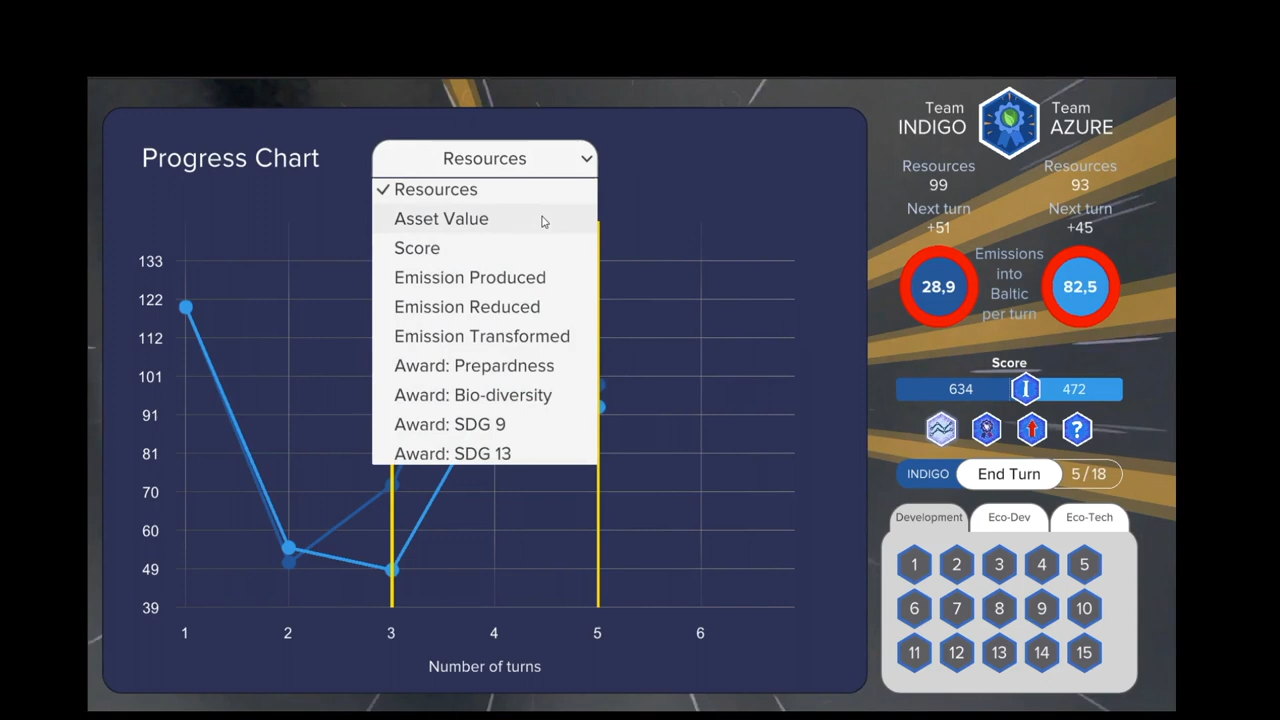 Progress Chart
Resources
Resources
Asset Value
Score
Emission Produced
Emission Reduced
Emission Transformed
Award: Prepardness
Award: Bio-diversity
Award: SDG 9
Award: SDG 13
133
122
112
101
91
81
70
60
49
39
1 2 3 4 5 6
Number of turns
Team
INDIGO
1
Team
AZURE
Resources
99
Resources
93
Next turn
+51
Next turn
+45
28,9
Emissions
into
Baltic
per turn
82,5
Score
634 I 472
?
INDIGO End Turn 5 / 18
Development Eco-Dev Eco-Tech
1 2 3 4 5
6 7 8 9 10
11 12 13 14 15